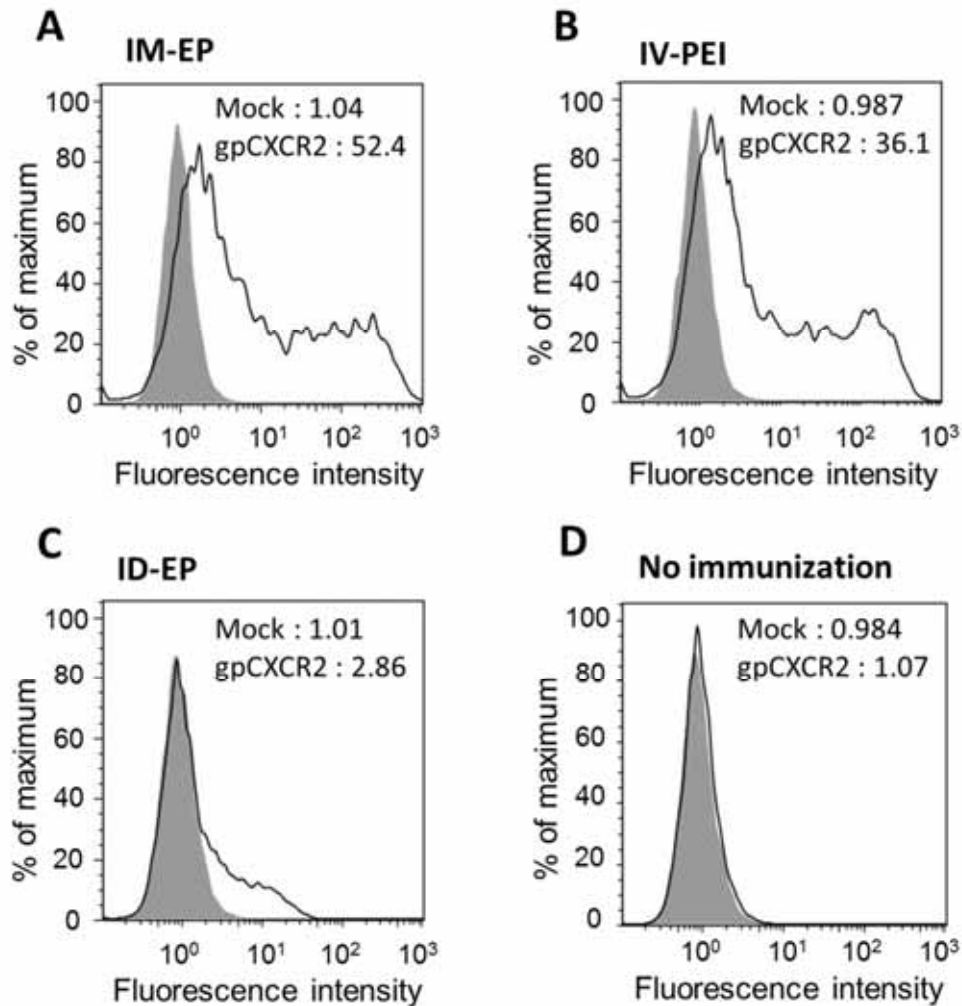 A
IM-EP
Mock : 1.04
gpCXCR2 : 52.4
% of maximum
100
80
60
40
20
0
10⁰
10¹
10²
10³
Fluorescence intensity
B
IV-PEI
Mock : 0.987
gpCXCR2 : 36.1
% of maximum
100
80
60
40
20
0
10⁰
10¹
10²
10³
Fluorescence intensity
C
ID-EP
Mock : 1.01
gpCXCR2 : 2.86
% of maximum
100
80
60
40
20
0
10⁰
10¹
10²
10³
Fluorescence intensity
D
No immunization
Mock : 0.984
gpCXCR2 : 1.07
% of maximum
100
80
60
40
20
0
10⁰
10¹
10²
10³
Fluorescence intensity